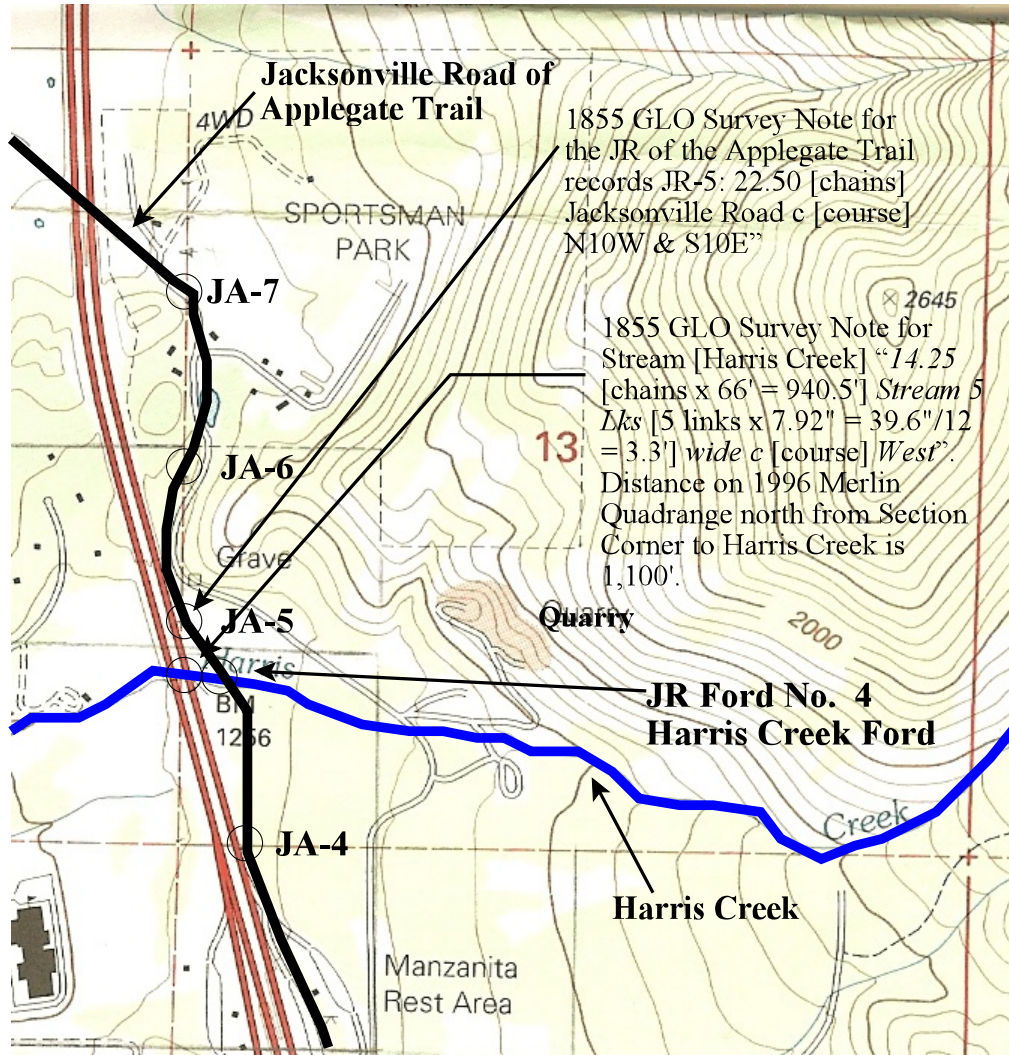 Jacksonville Road of
Applegate Trail
4WD
1855 GLO Survey Note for
the JR of the Applegate Trail
records JR-5: 22.50 [chains]
Jacksonville Road c [course]
N10W & S10E”
SPORTSMAN
PARK
JA-7
2645
1855 GLO Survey Note for
Stream [Harris Creek] “14.25
[chains x 66' = 940.5'] Stream 5
Lks [5 links x 7.92" = 39.6"/12
= 3.3'] wide c [course] West”.
Distance on 1996 Merlin
Quadrange north from Section
Corner to Harris Creek is
1,100'.
13
JA-6
Grave
JA-5
Quarry
Quarry
2000
Harris
JR Ford No. 4
Harris Creek Ford
BM
1256
Creek
JA-4
Harris Creek
Manzanita
Rest Area